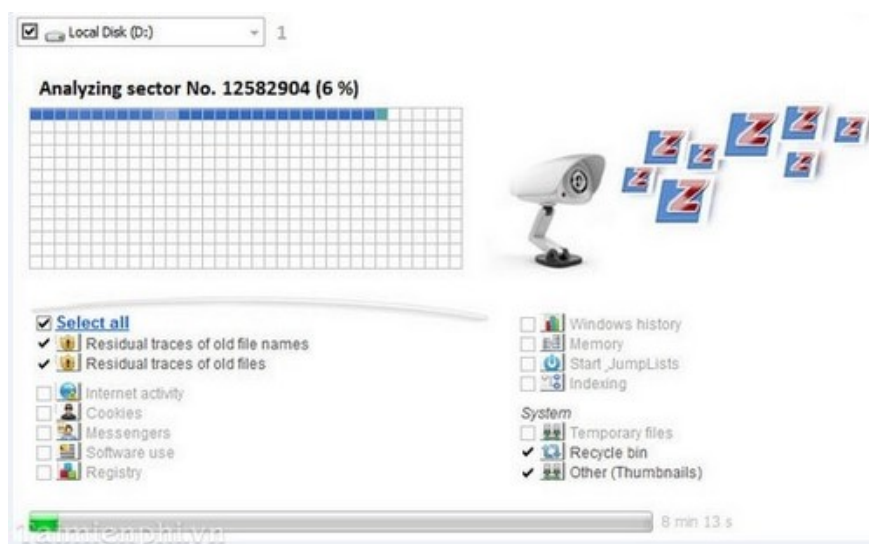 Local Disk (D:)
1
Analyzing sector No. 12582904 (6 %)
Z Z Z Z Z Z Z Z
Select all
Residual traces of old file names
Residual traces of old files
Internet activity
Cookies
Messengers
Software use
Registry
Windows history
Memory
Start ,JumpLists
Indexing
System
Temporary files
Recycle bin
Other (Thumbnails)
8 min 13 s
Taimienphi.vn